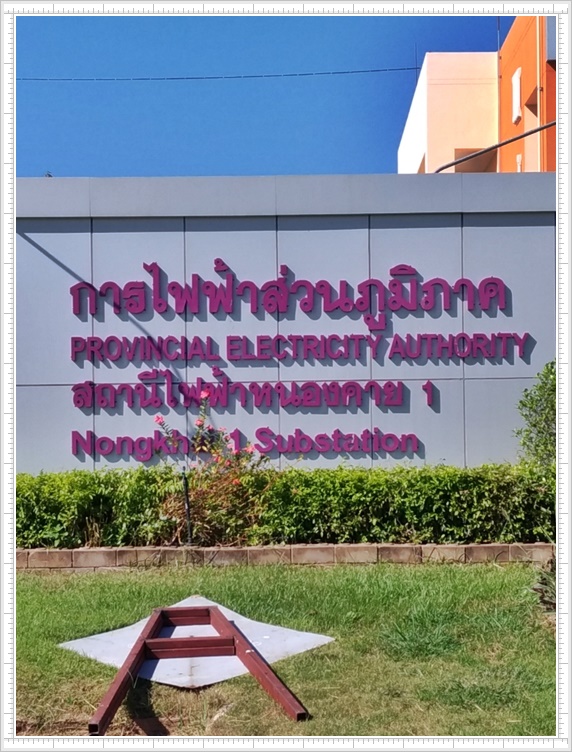 การไฟฟ้าส่วนภูมิภาค
PROVINCIAL ELECTRICITY AUTHORITY
สถานีไฟฟ้าหนองคาย 1
1 Substation